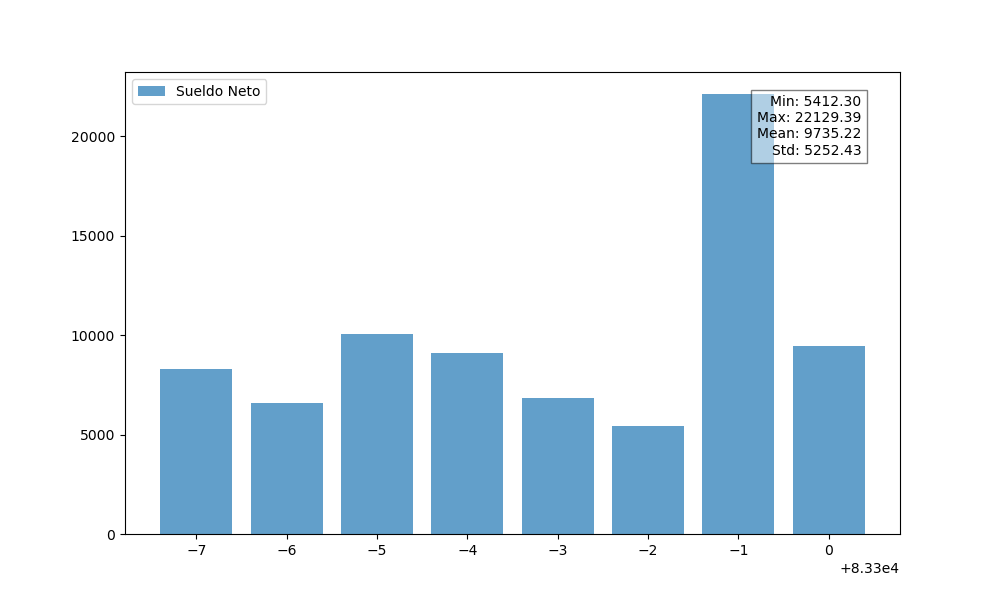 Sueldo Neto
Min: 5412.30
Max: 22129.39
Mean: 9735.22
Std: 5252.43
20000
15000
10000
5000
0
−7 −6 −5 −4 −3 −2 −1 0
+8.33e4